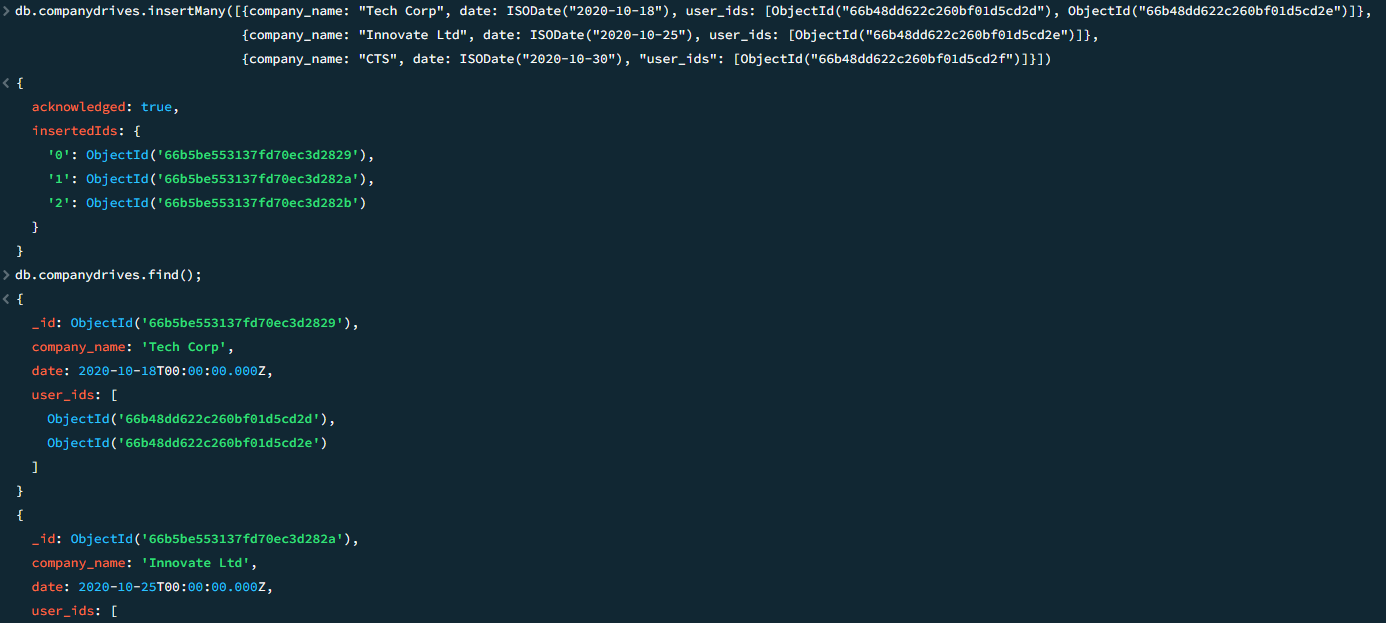 > db.companydrives.insertMany([{company_name: "Tech Corp", date: ISODate("2020-10-18"), user_ids: [ObjectId("66b48dd622c260bf01d5cd2d"), ObjectId("66b48dd622c260bf01d5cd2e")]},
{company_name: "Innovate Ltd", date: ISODate("2020-10-25"), user_ids: [ObjectId("66b48dd622c260bf01d5cd2e")]},
{company_name: "CTS", date: ISODate("2020-10-30"), "user_ids": [ObjectId("66b48dd622c260bf01d5cd2f")]}])
< {
acknowledged: true,
insertedIds: {
'0': ObjectId('66b5be553137fd70ec3d2829'),
'1': ObjectId('66b5be553137fd70ec3d282a'),
'2': ObjectId('66b5be553137fd70ec3d282b')
}
}
> db.companydrives.find();
< {
_id: ObjectId('66b5be553137fd70ec3d2829'),
company_name: 'Tech Corp',
date: 2020-10-18T00:00:00.000Z,
user_ids: [
ObjectId('66b48dd622c260bf01d5cd2d'),
ObjectId('66b48dd622c260bf01d5cd2e')
]
}
{
_id: ObjectId('66b5be553137fd70ec3d282a'),
company_name: 'Innovate Ltd',
date: 2020-10-25T00:00:00.000Z,
user_ids: [